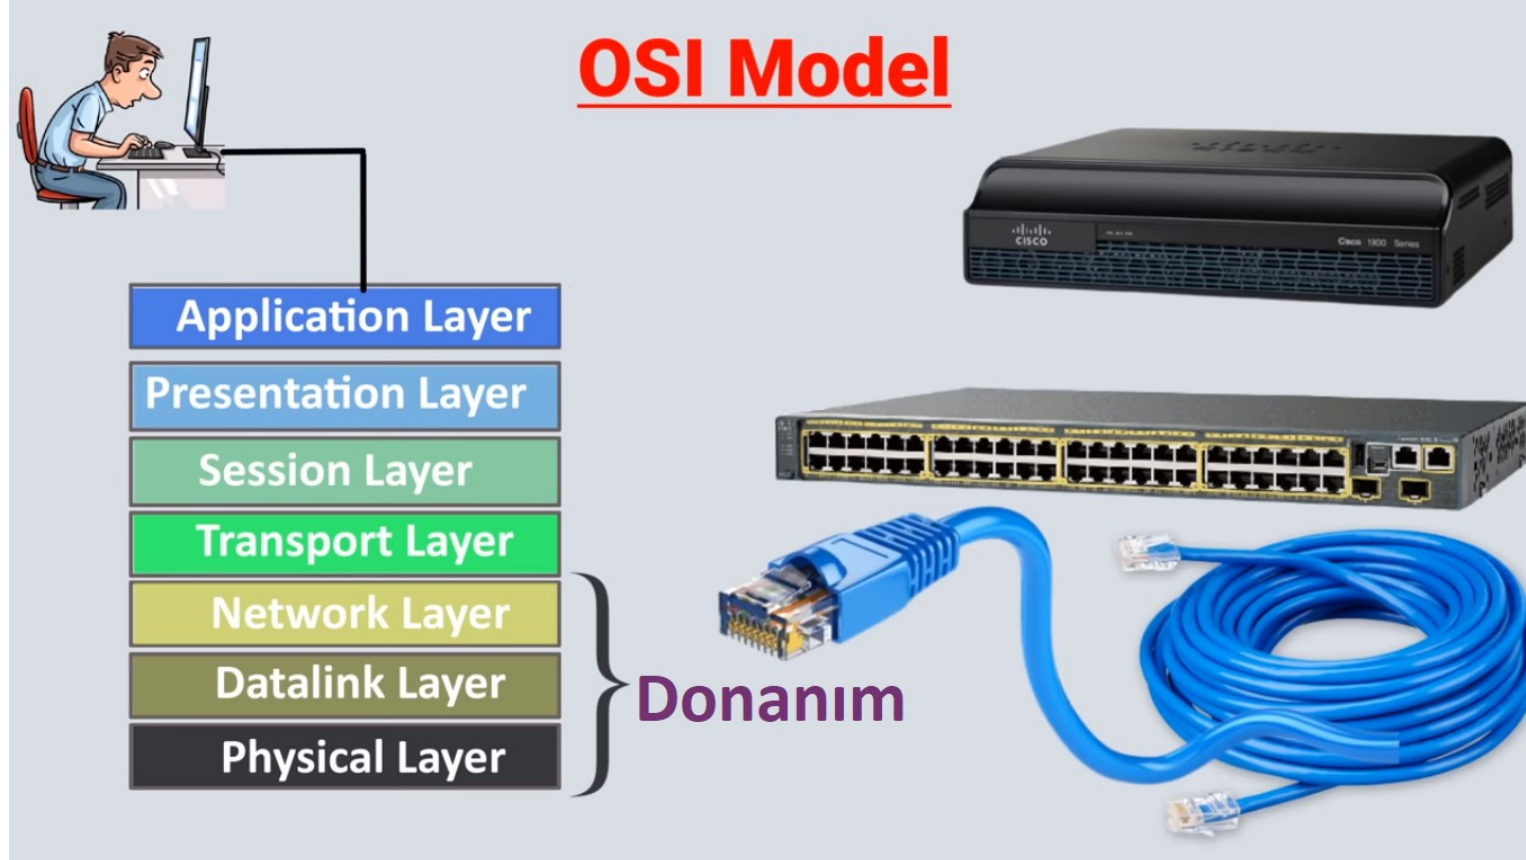 OSI Model
CISCO
Cisco 1900 Series
Application Layer
Presentation Layer
Session Layer
Transport Layer
Network Layer
Datalink Layer
Physical Layer
Donanım